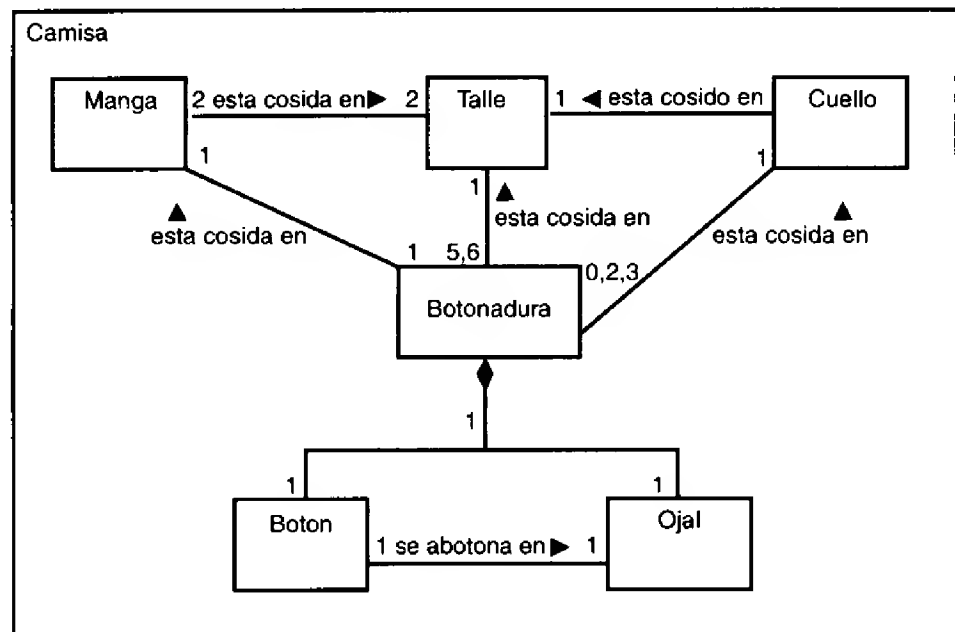 Camisa
Manga
2 esta cosida en 2
Talle
1 esta cosido en
Cuello
1
1
1
esta cosida en
esta cosida en
esta cosida en
1
5,6
0,2,3
Botonadura
1
1
1
Boton
Ojal
1 se abotona en 1